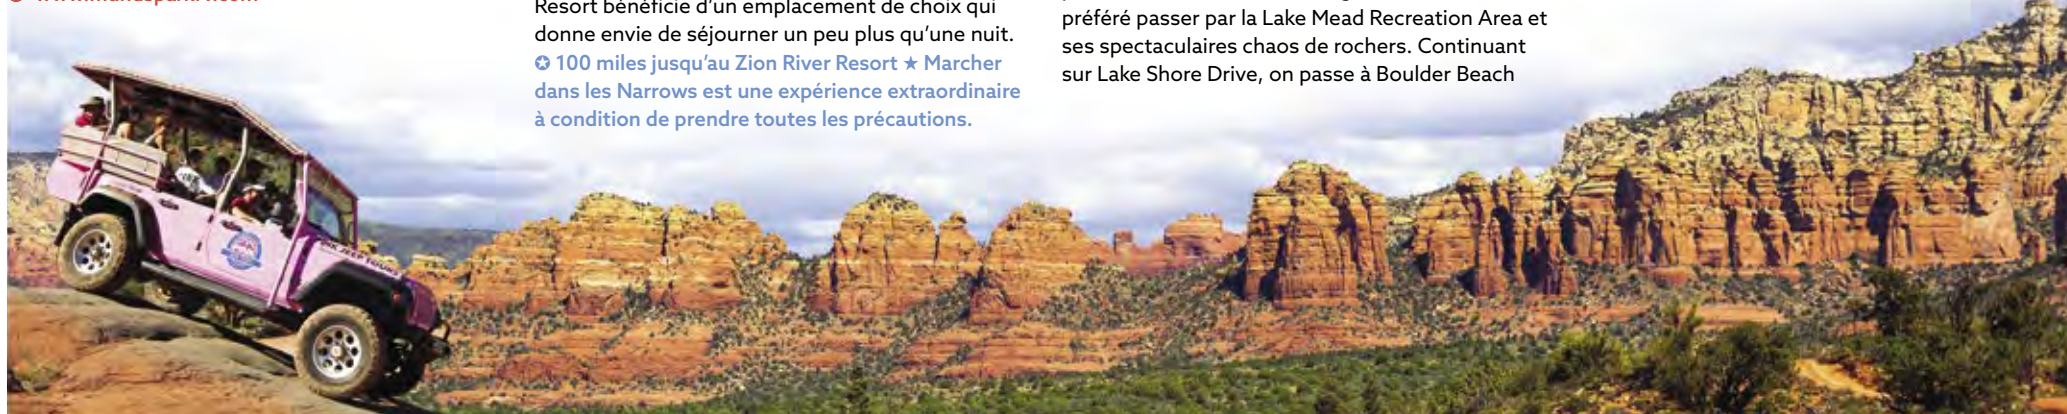 Resort bénéficie d'un emplacement de choix qui
donne envie de séjourner un peu plus qu'une nuit.
✪ 100 miles jusqu'au Zion River Resort ★ Marcher
dans les Narrows est une expérience extraordinaire
à condition de prendre toutes les précautions.
préféré passer par la Lake Mead Recreation Area et
ses spectaculaires chaos de rochers. Continuant
sur Lake Shore Drive, on passe à Boulder Beach
JEEP TOURS